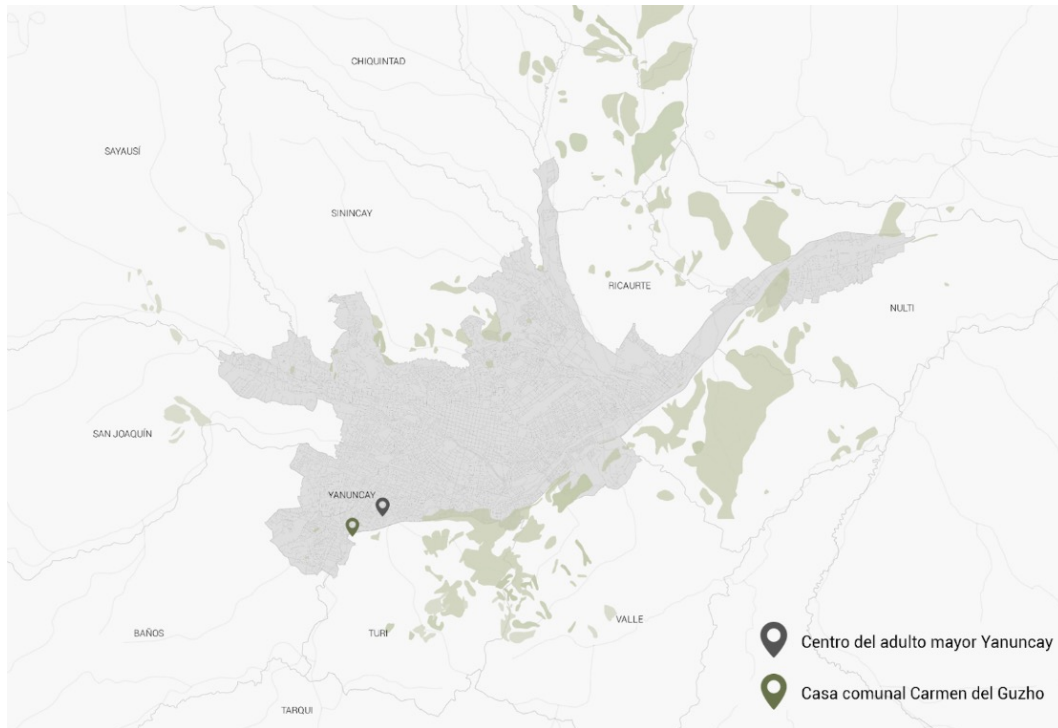 CHIQUINTAD
SAYAUSÍ
SININCAY
RICAURTE
NULTI
SAN JOAQUÍN
YANUNCAY
VALLE
BAÑOS
TURI
Centro del adulto mayor Yanuncay
Casa comunal Carmen del Guzho
TARQUI